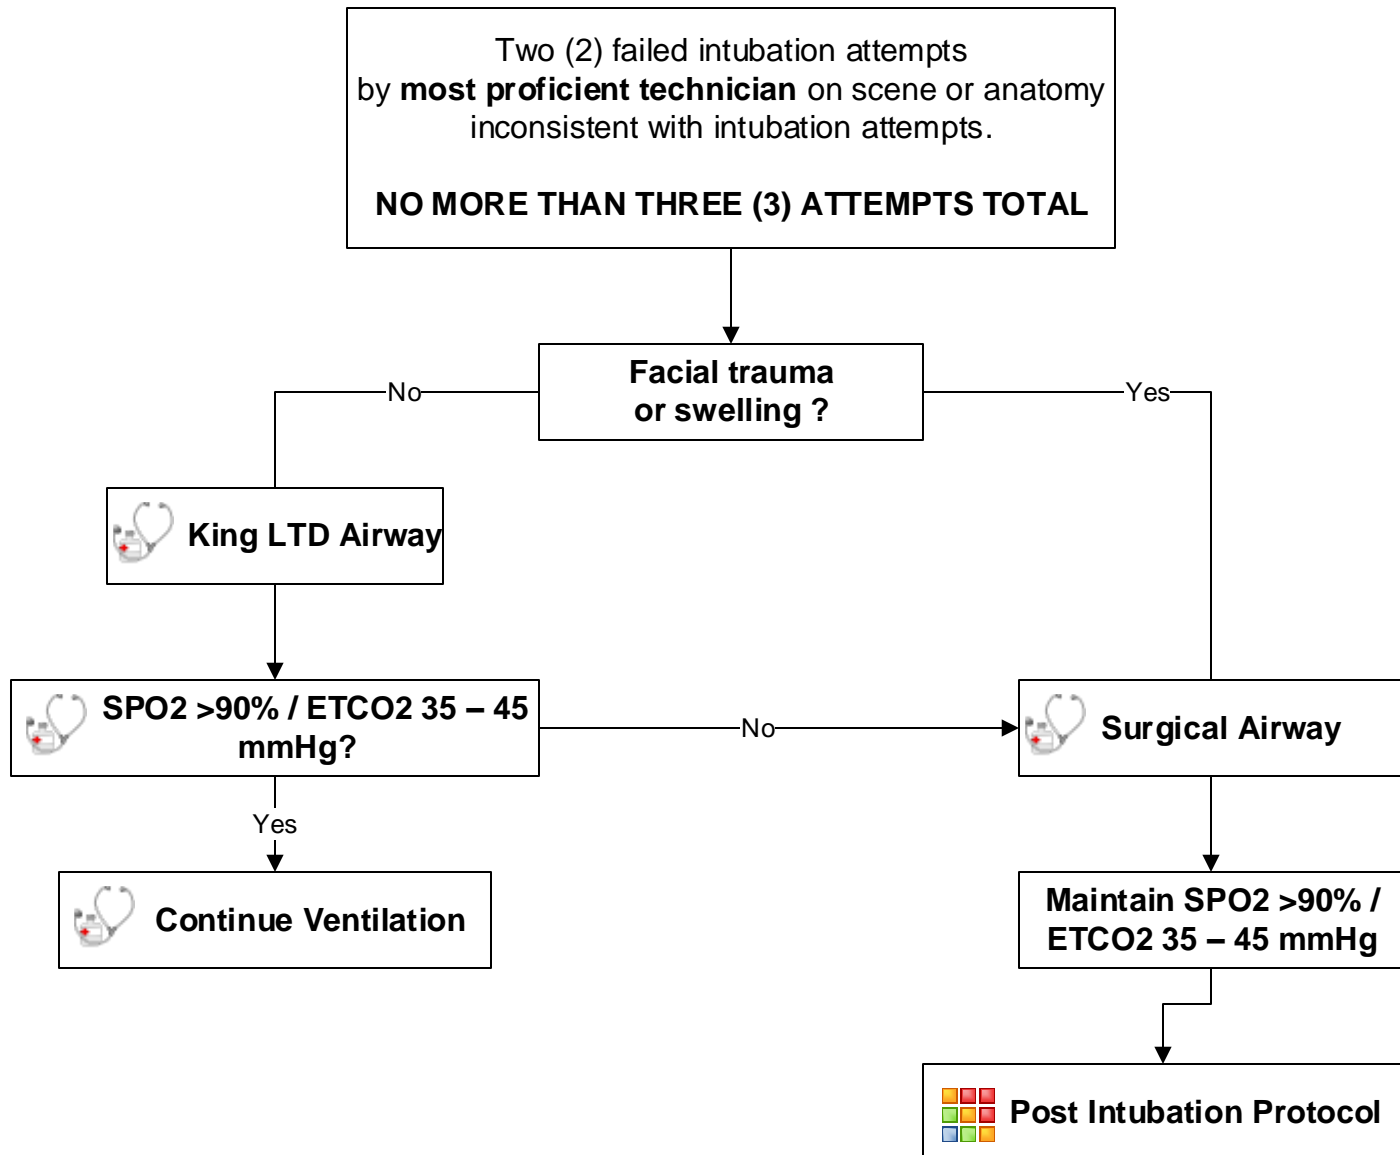 Two (2) failed intubation attempts
by most proficient technician on scene or anatomy
inconsistent with intubation attempts.
NO MORE THAN THREE (3) ATTEMPTS TOTAL
Facial trauma
or swelling ?
No
Yes
King LTD Airway
SPO2 >90% / ETCO2 35 – 45
mmHg?
No
Surgical Airway
Yes
Continue Ventilation
Maintain SPO2 >90% /
ETCO2 35 – 45 mmHg
Post Intubation Protocol